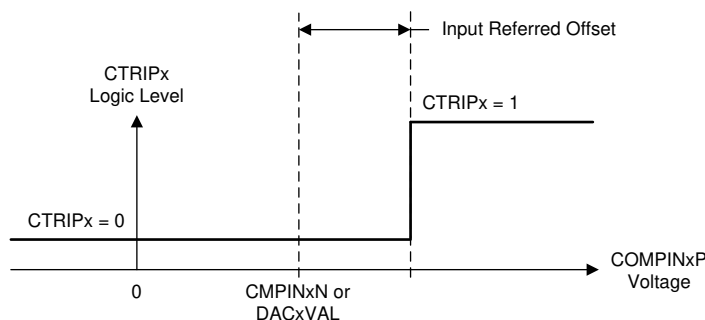 Input Referred Offset
CTRIPx
Logic Level
CTRIPx = 1
CTRIPx = 0
COMPINxP
Voltage
0
CMPINxN or
DACxVAL